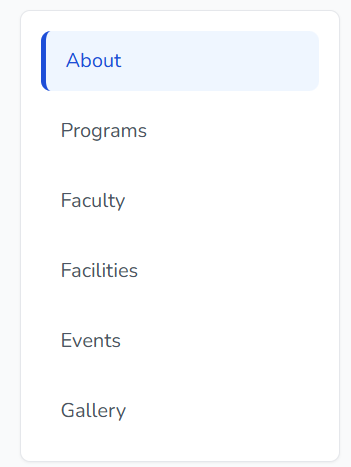 About
Programs
Faculty
Facilities
Events
Gallery